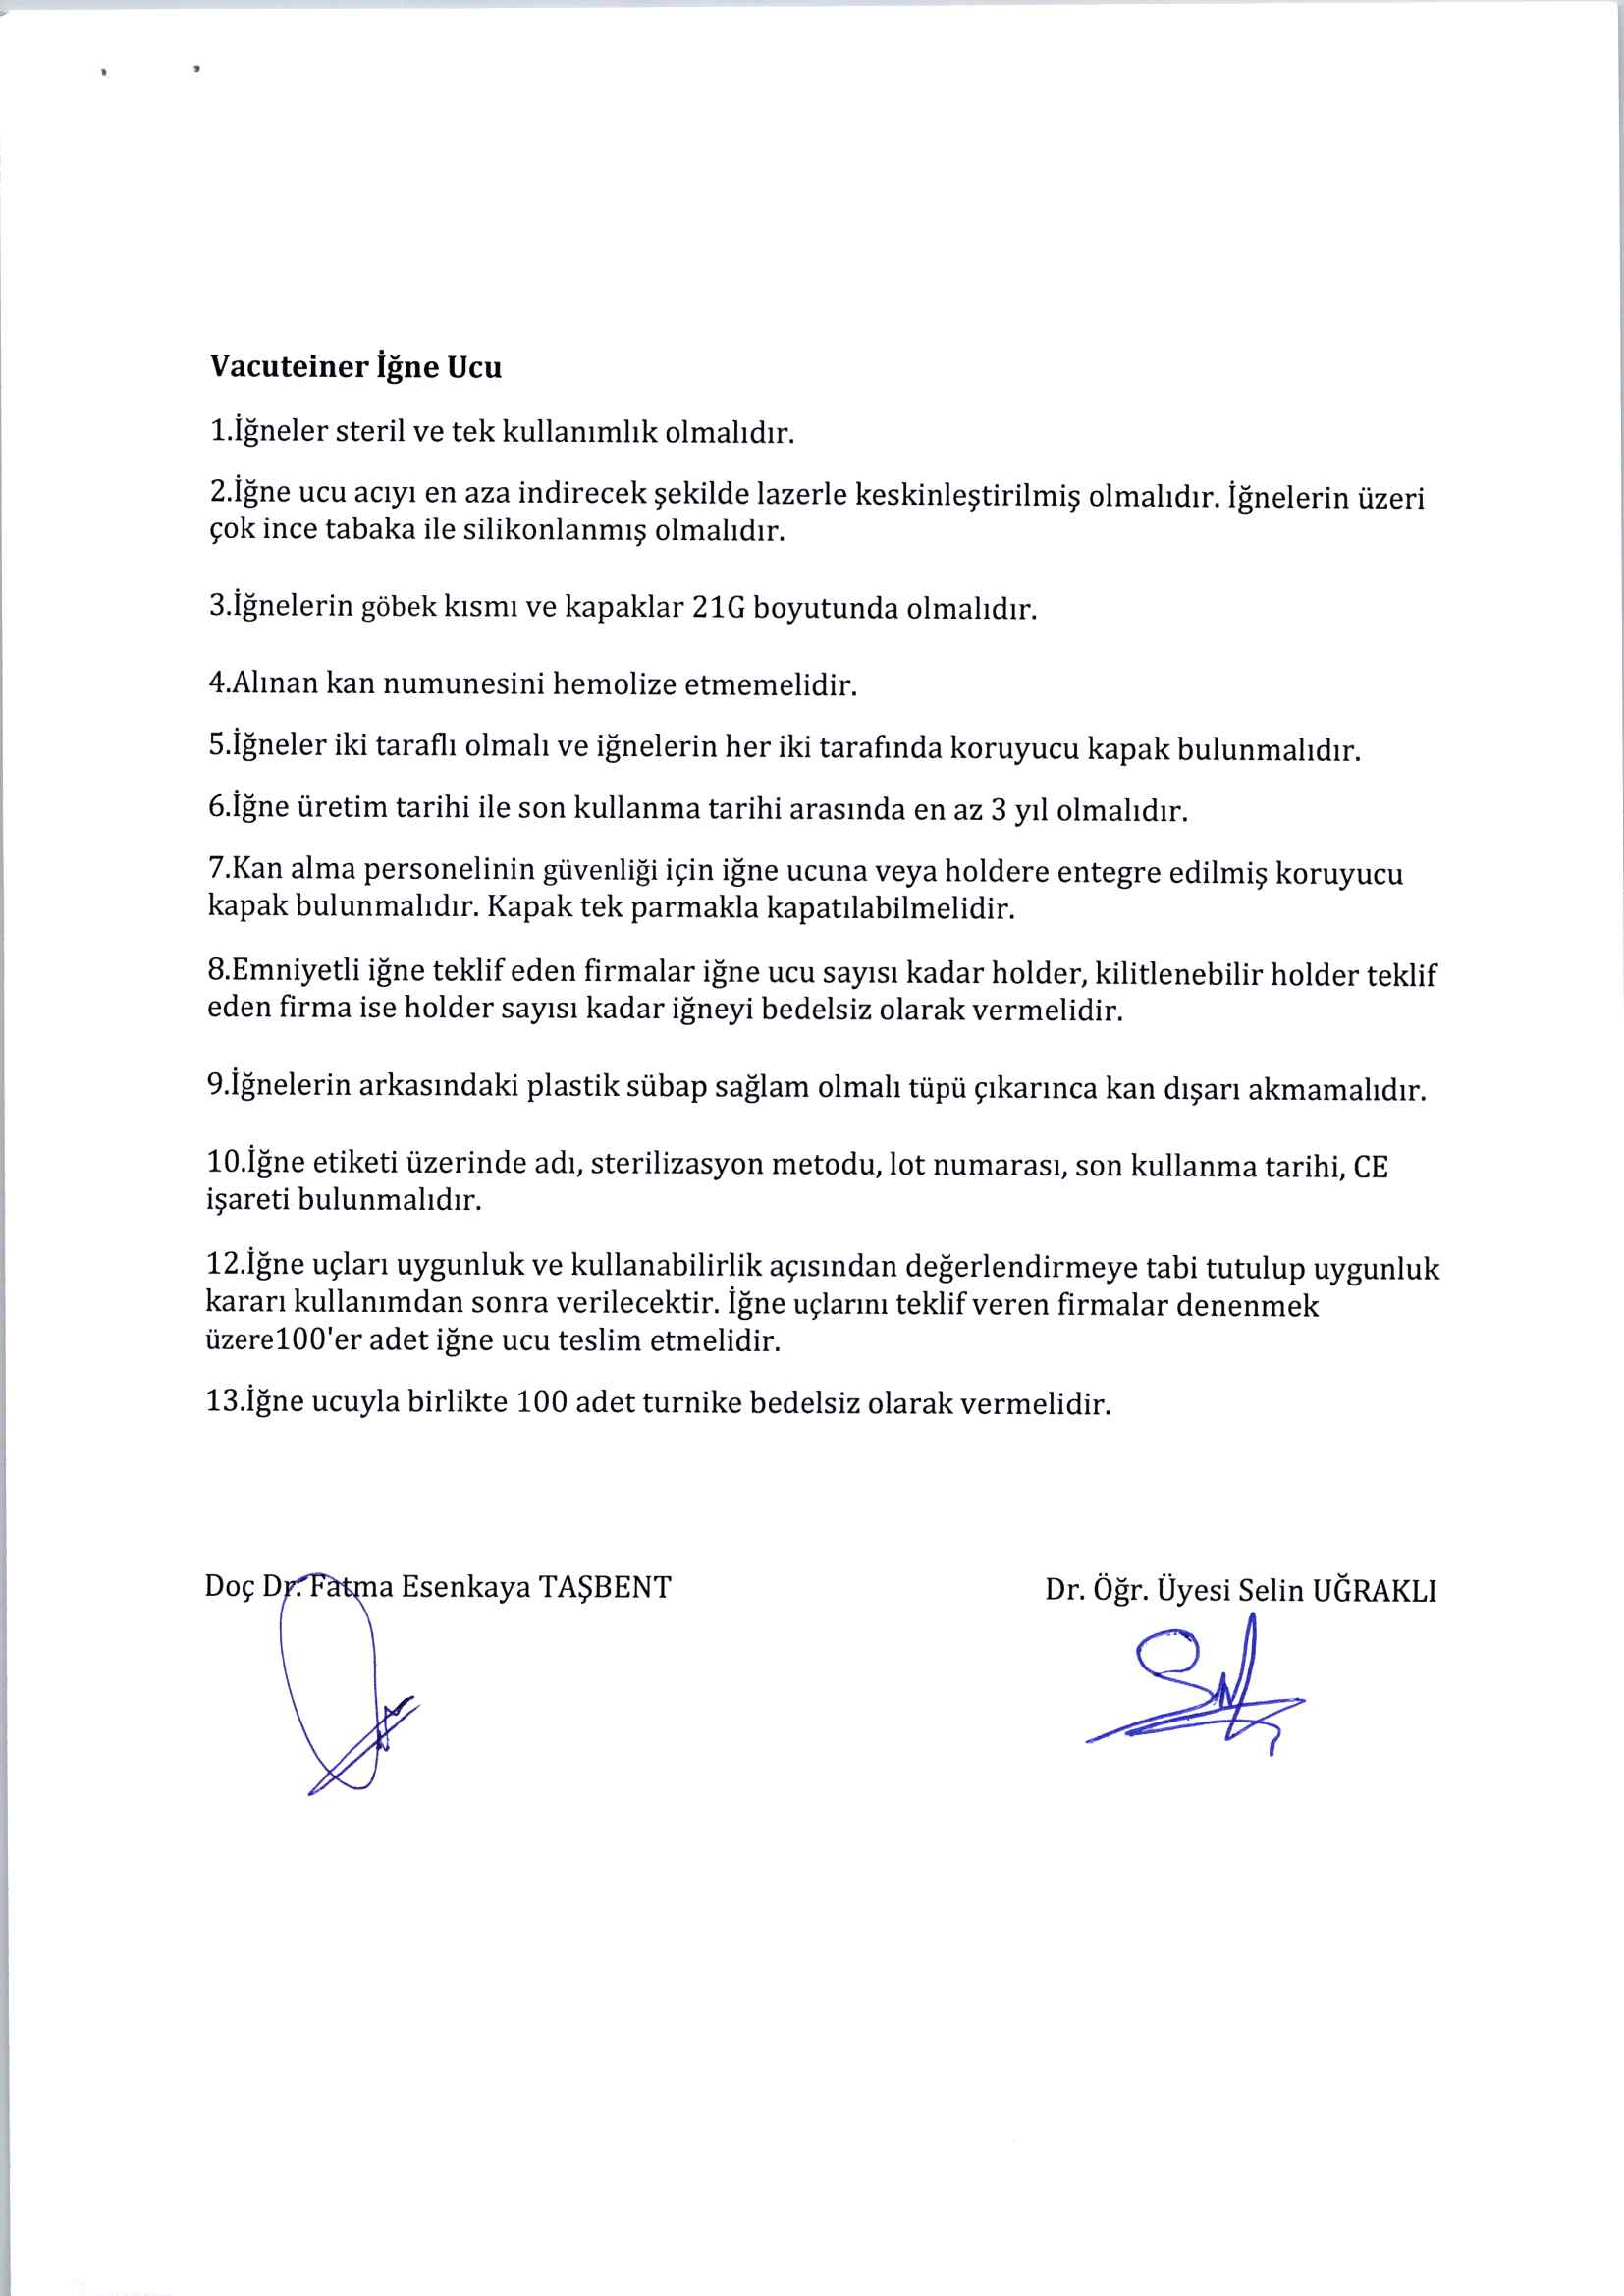 Vacuteiner İğne Ucu
1.İğneler steril ve tek kullanımlık olmalıdır.
2.İğne ucu acıyı en aza indirecek şekilde lazerle keskinleştirilmiş olmalıdır. İğnelerin üzeri
çok ince tabaka ile silikonlanmış olmalıdır.
3.İğnelerin göbek kısmı ve kapaklar 21G boyutunda olmalıdır.
4.Alınan kan numunesini hemolize etmemelidir.
5.İğneler iki taraflı olmalı ve iğnelerin her iki tarafında koruyucu kapak bulunmalıdır.
6.İğne üretim tarihi ile son kullanma tarihi arasında en az 3 yıl olmalıdır.
7.Kan alma personelinin güvenliği için iğne ucuna veya holdere entegre edilmiş koruyucu
kapak bulunmalıdır. Kapak tek parmakla kapatılabilmelidir.
8.Emniyetli iğne teklif eden firmalar iğne ucu sayısı kadar holder, kilitlenebilir holder teklif
eden firma ise holder sayısı kadar iğneyi bedelsiz olarak vermelidir.
9.İğnelerin arkasındaki plastik sübap sağlam olmalı tüpü çıkarınca kan dışarı akmamalıdır.
10.İğne etiketi üzerinde adı, sterilizasyon metodu, lot numarası, son kullanma tarihi, CE
işareti bulunmalıdır.
12.İğne uçları uygunluk ve kullanabilirlik açısından değerlendirmeye tabi tutulup uygunluk
kararı kullanımdan sonra verilecektir. İğne uçlarını teklif veren firmalar denenmek
üzere100'er adet iğne ucu teslim etmelidir.
13.İğne ucuyla birlikte 100 adet turnike bedelsiz olarak vermelidir.
Doç Dr. Fatma Esenkaya TAŞBENT
Dr. Öğr. Üyesi Selin UĞRAKLI